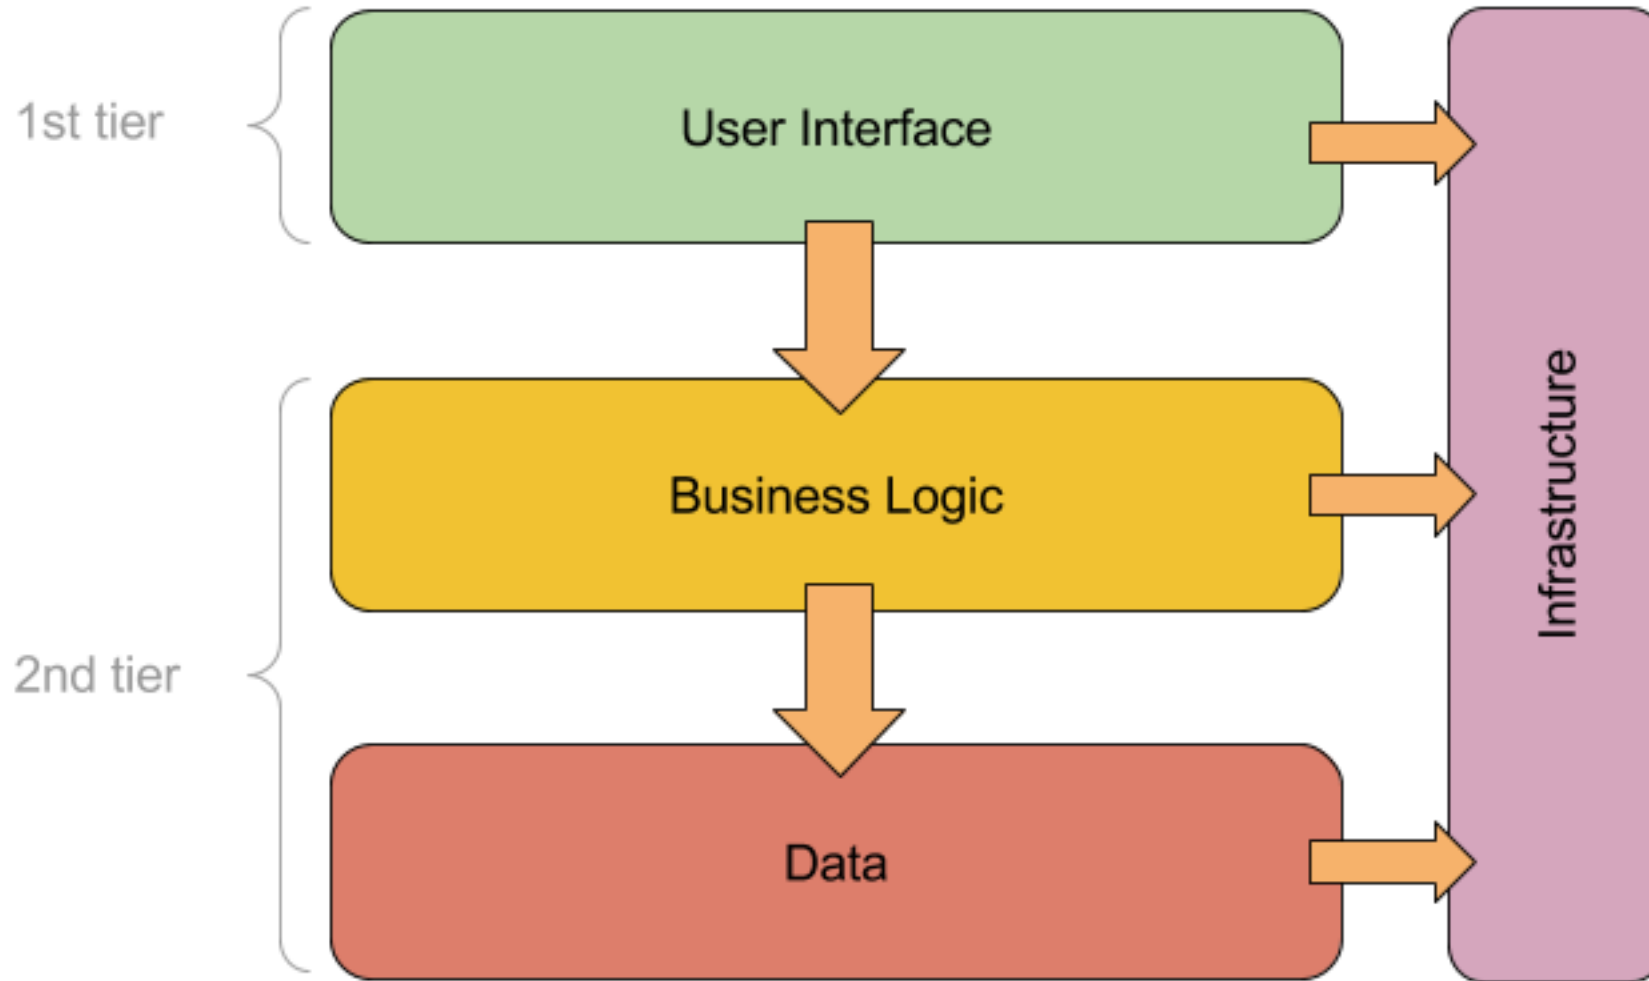 1st tier
User Interface
Business Logic
2nd tier
Data
Infrastructure